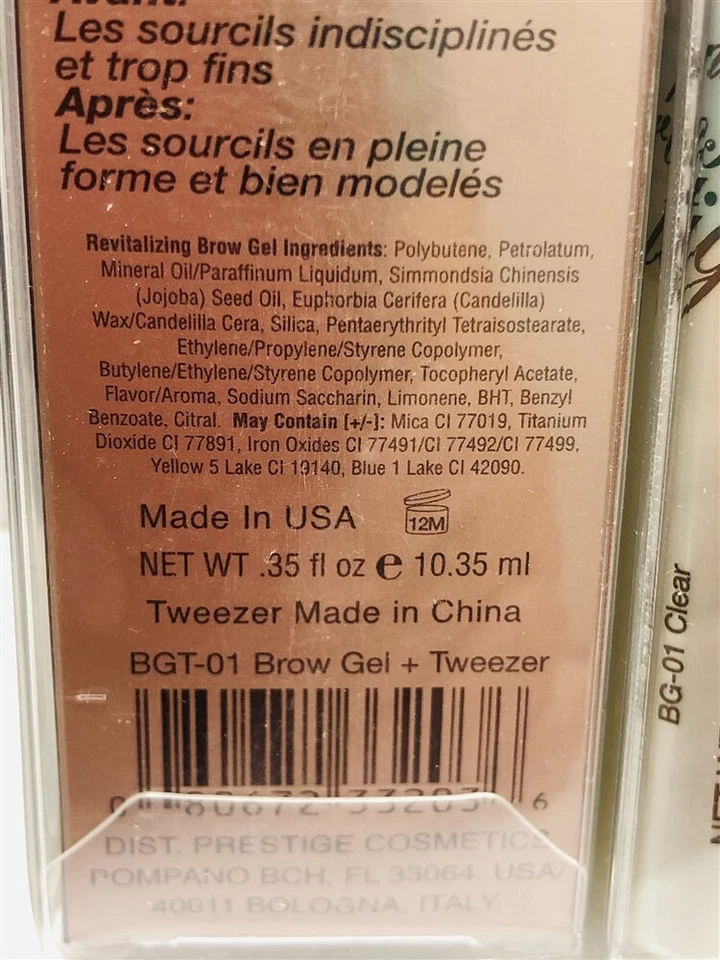 Avant:
Les sourcils indisciplinés
et trop fins
Après:
Les sourcils en pleine
forme et bien modelés
Revitalizing Brow Gel Ingredients: Polybutene, Petrolatum,
Mineral Oil/Paraffinum Liquidum, Simmondsia Chinensis
(Jojoba) Seed Oil, Euphorbia Cerifera (Candelilla)
Wax/Candelilla Cera, Silica, Pentaerythrityl Tetraisostearate,
Ethylene/Propylene/Styrene Copolymer,
Butylene/Ethylene/Styrene Copolymer, Tocopheryl Acetate,
Flavor/Aroma, Sodium Saccharin, Limonene, BHT, Benzyl
Benzoate, Citral. May Contain [+/-]: Mica CI 77019, Titanium
Dioxide CI 77891, Iron Oxides CI 77491/CI 77492/CI 77499,
Yellow 5 Lake CI 19140, Blue 1 Lake CI 42090.
Made In USA 12M
NET WT .35 fl oz e 10.35 ml
Tweezer Made in China
BGT-01 Brow Gel + Tweezer
0 80672 33203 6
DIST. PRESTIGE COSMETICS
POMPANO BCH, FL 33064. USA/
40011 BOLOGNA, ITALY
BG-01 Clear